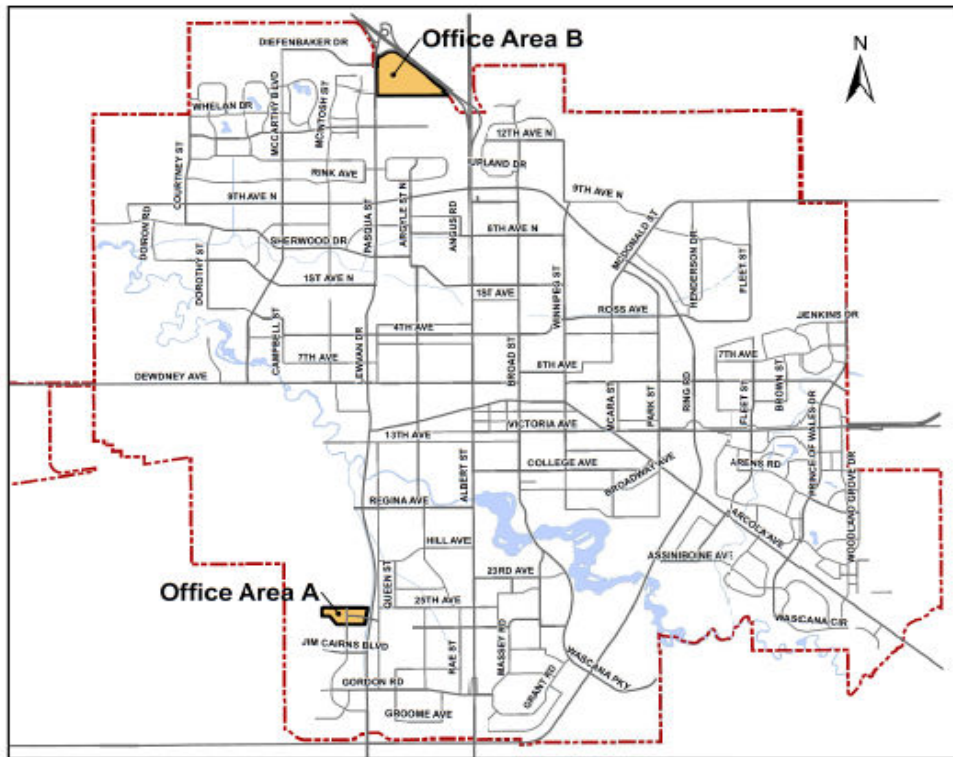 Office Area B
N
DIEFENBAKER DR
WHELAN DR
MCCARTHY BLVD
MCINTOSH ST
12TH AVE N
UPLAND DR
COURTNEY ST
RINK AVE
9TH AVE N
9TH AVE N
DOIRON RD
PASQUA ST
ARGYLE ST N
ANGUS RD
MCDONALD ST
SHERWOOD DR
6TH AVE N
HENDERSON DR
FLEET ST
DOROTHY ST
1ST AVE N
1ST AVE
WINNIPEG ST
ROSS AVE
JENKINS DR
CAMPBELL ST
4TH AVE
LEWVAN DR
7TH AVE
BROAD ST
8TH AVE
7TH AVE
DEWDNEY AVE
MCARA ST
PARK ST
RING RD
FLEET ST
BROWN ST
PRINCE OF WALES DR
13TH AVE
VICTORIA AVE
ALBERT ST
COLLEGE AVE
BROADWAY AVE
ARENS RD
WOODLAND GROVE DR
REGINA AVE
ARCOLA AVE
HILL AVE
ASSINIBOINE AVE
QUEEN ST
23RD AVE
Office Area A
25TH AVE
WASCANA CIR
JIM CAIRNS BLVD
RAE ST
MASSEY RD
WASCANA PKY
GORDON RD
GRANT RD
GROOME AVE